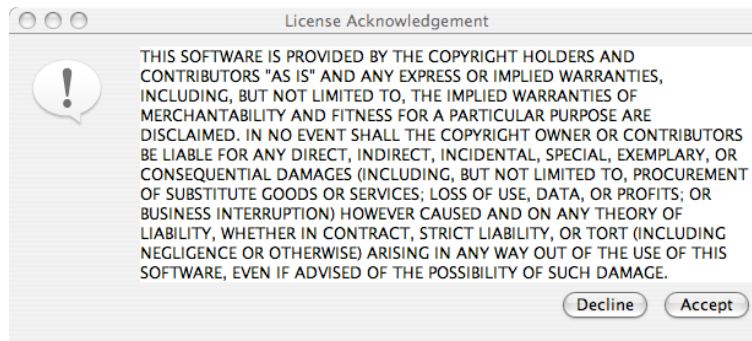 License Acknowledgement
THIS SOFTWARE IS PROVIDED BY THE COPYRIGHT HOLDERS AND
CONTRIBUTORS "AS IS" AND ANY EXPRESS OR IMPLIED WARRANTIES,
INCLUDING, BUT NOT LIMITED TO, THE IMPLIED WARRANTIES OF
MERCHANTABILITY AND FITNESS FOR A PARTICULAR PURPOSE ARE
DISCLAIMED. IN NO EVENT SHALL THE COPYRIGHT OWNER OR CONTRIBUTORS
BE LIABLE FOR ANY DIRECT, INDIRECT, INCIDENTAL, SPECIAL, EXEMPLARY, OR
CONSEQUENTIAL DAMAGES (INCLUDING, BUT NOT LIMITED TO, PROCUREMENT
OF SUBSTITUTE GOODS OR SERVICES; LOSS OF USE, DATA, OR PROFITS; OR
BUSINESS INTERRUPTION) HOWEVER CAUSED AND ON ANY THEORY OF
LIABILITY, WHETHER IN CONTRACT, STRICT LIABILITY, OR TORT (INCLUDING
NEGLIGENCE OR OTHERWISE) ARISING IN ANY WAY OUT OF THE USE OF THIS
SOFTWARE, EVEN IF ADVISED OF THE POSSIBILITY OF SUCH DAMAGE.
Decline Accept